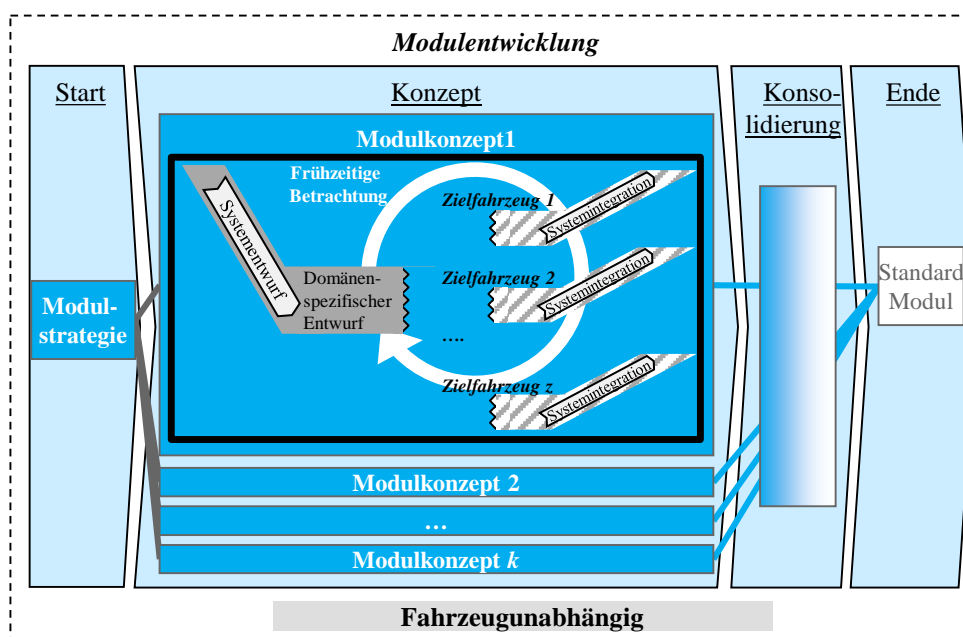 Modulentwicklung
Start
Konzept
Konso-
lidierung
Ende
Modulkonzept1
Frühzeitige
Betrachtung
Systementwurf
Domänen-
spezifischer
Entwurf
Zielfahrzeug 1
Systemintegration
Zielfahrzeug 2
Systemintegration
....
Zielfahrzeug z
Systemintegration
Modul-
strategie
Standard
Modul
Modulkonzept 2
…
Modulkonzept k
Fahrzeugunabhängig